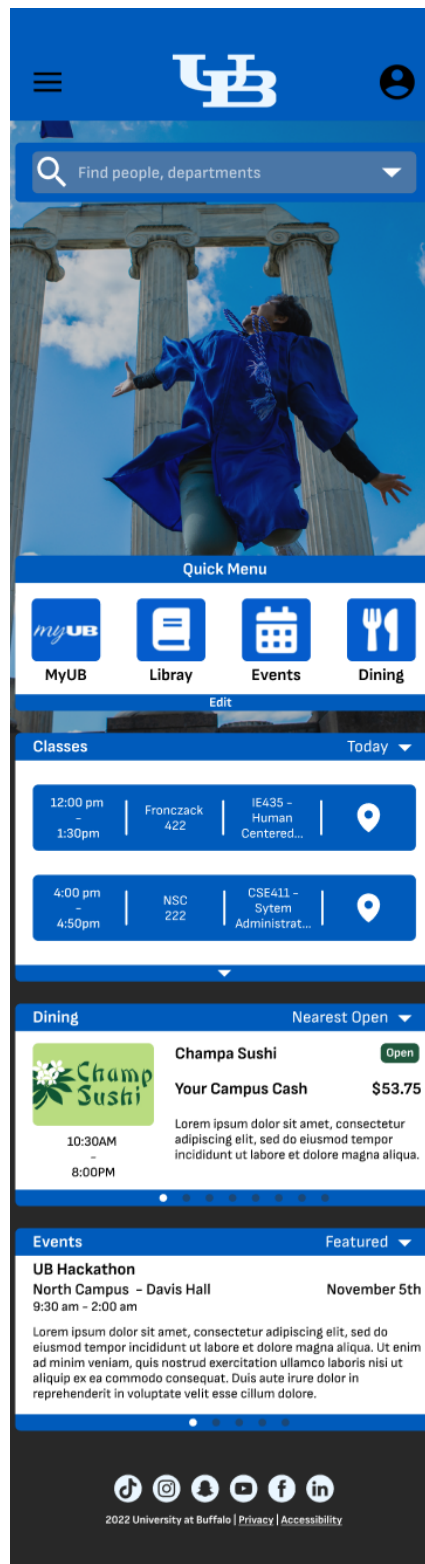 UB
Find people, departments
Quick Menu
myUB
MyUB
Libray
Events
Dining
Edit
Classes
Today
12:00 pm
–
1:30pm
Fronczack
422
IE435 –
Human
Centered...
4:00 pm
–
4:50pm
NSC
222
CSE411 –
Sytem
Administrat...
Dining
Nearest Open
Champ
Sushi
10:30AM
–
8:00PM
Champa Sushi
Open
Your Campus Cash
$53.75
Lorem ipsum dolor sit amet, consectetur
adipiscing elit, sed do eiusmod tempor
incididunt ut labore et dolore magna aliqua.
Events
Featured
UB Hackathon
North Campus - Davis Hall
November 5th
9:30 am - 2:00 am
Lorem ipsum dolor sit amet, consectetur adipiscing elit, sed do
eiusmod tempor incididunt ut labore et dolore magna aliqua. Ut enim
ad minim veniam, quis nostrud exercitation ullamco laboris nisi ut
aliquip ex ea commodo consequat. Duis aute irure dolor in
reprehenderit in voluptate velit esse cillum dolore.
2022 University at Buffalo | Privacy | Accessibility